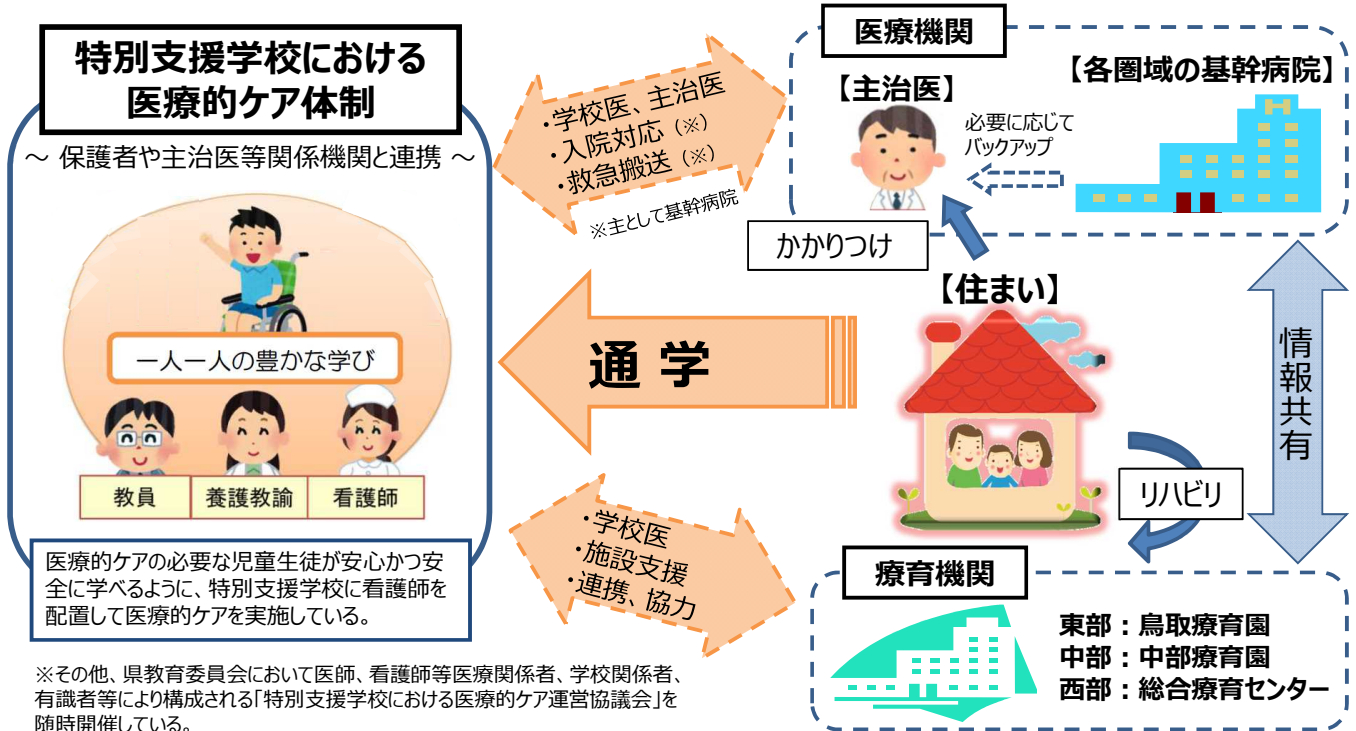 特別支援学校における
医療的ケア体制
～ 保護者や主治医等関係機関と連携 ～
一人一人の豊かな学び
教員
養護教諭
看護師
医療的ケアの必要な児童生徒が安心かつ安
全に学べるように、特別支援学校に看護師を
配置して医療的ケアを実施している。
※その他、県教育委員会において医師、看護師等医療関係者、学校関係者、
有識者等により構成される「特別支援学校における医療的ケア運営協議会」を
随時開催している。
・学校医、主治医
・入院対応（※）
・救急搬送（※）
※主として基幹病院
通 学
・学校医
・施設支援
・連携、協力
医療機関
【主治医】
【各圏域の基幹病院】
必要に応じて
バックアップ
かかりつけ
【住まい】
情報共有
リハビリ
療育機関
東部：鳥取療育園
中部：中部療育園
西部：総合療育センター